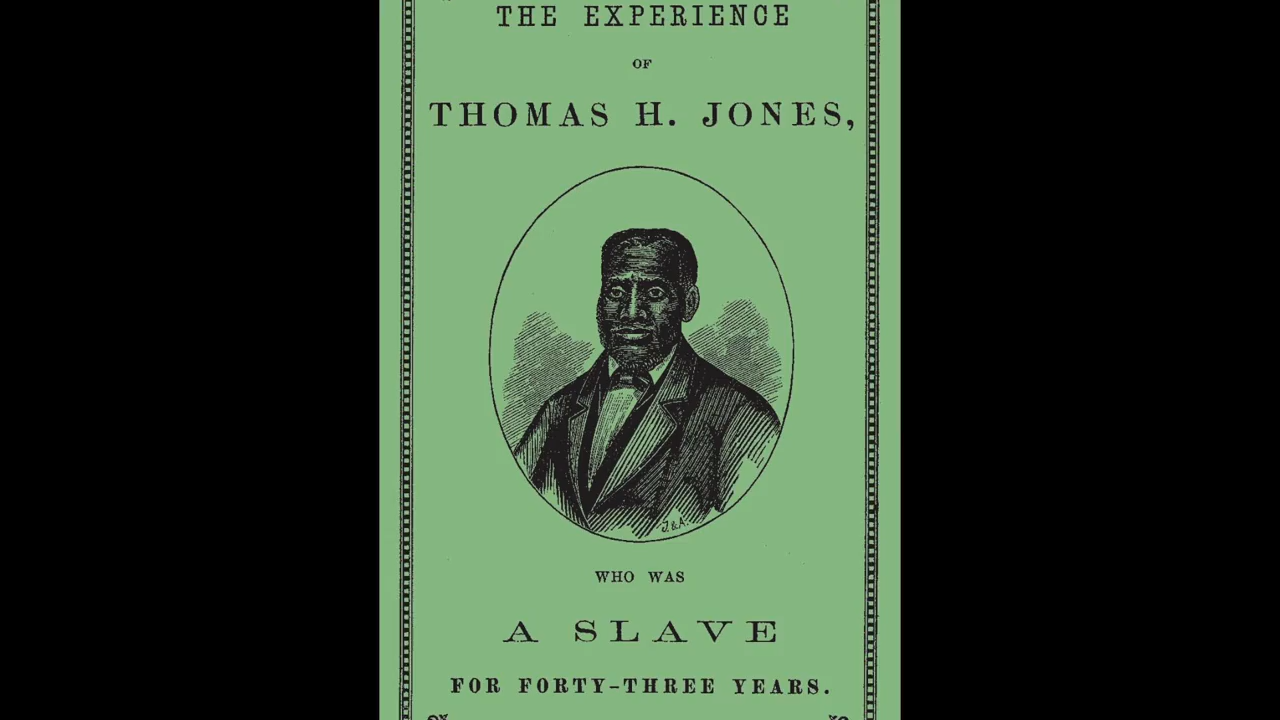 THE EXPERIENCE
OF
THOMAS H. JONES,
J. & A.
WHO WAS
A SLAVE
FOR FORTY-THREE YEARS.